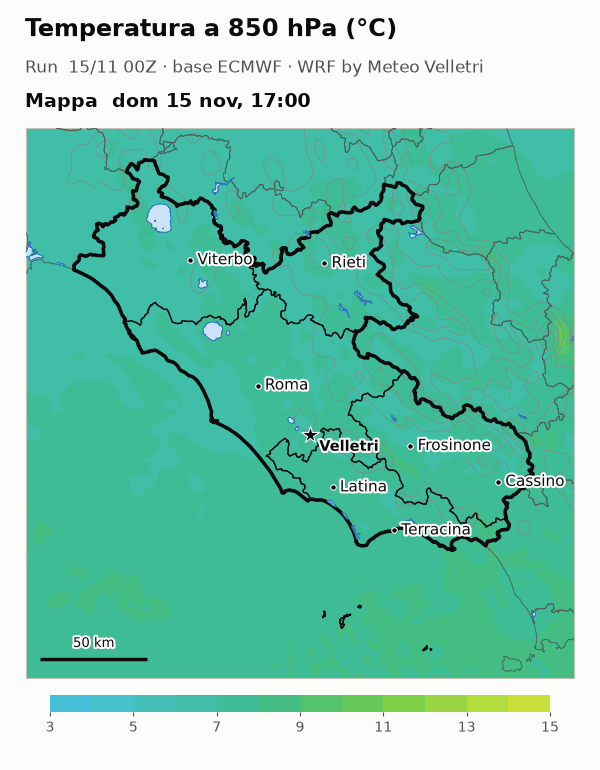 Temperatura a 850 hPa (°C)
Run  15/11 00Z · base ECMWF · WRF by Meteo Velletri
Mappa  dom 15 nov, 17:00
Viterbo
Rieti
Roma
Velletri
Frosinone
Cassino
Latina
Terracina
50 km
3 5 7 9 11 13 15